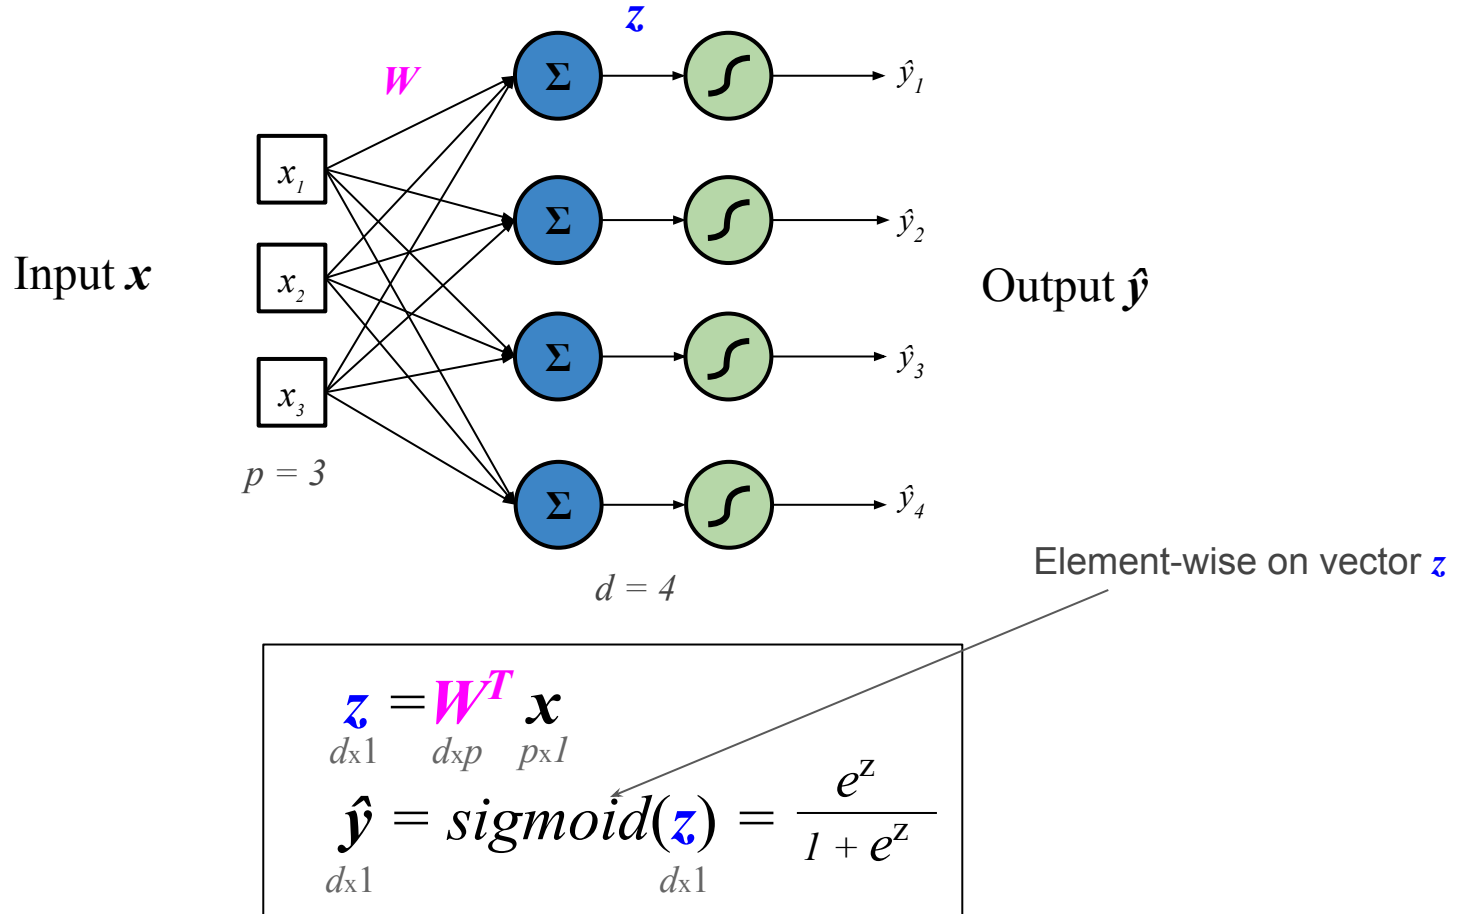 z
W
Σ
ŷ1
x1
Σ
ŷ2
Input x
x2
Output ŷ
Σ
ŷ3
x3
p = 3
Σ
ŷ4
d = 4
Element-wise on vector z
z = W^T x
dx1 dxp px1
ŷ = sigmoid(z) = e^z / 1 + e^z
dx1 dx1